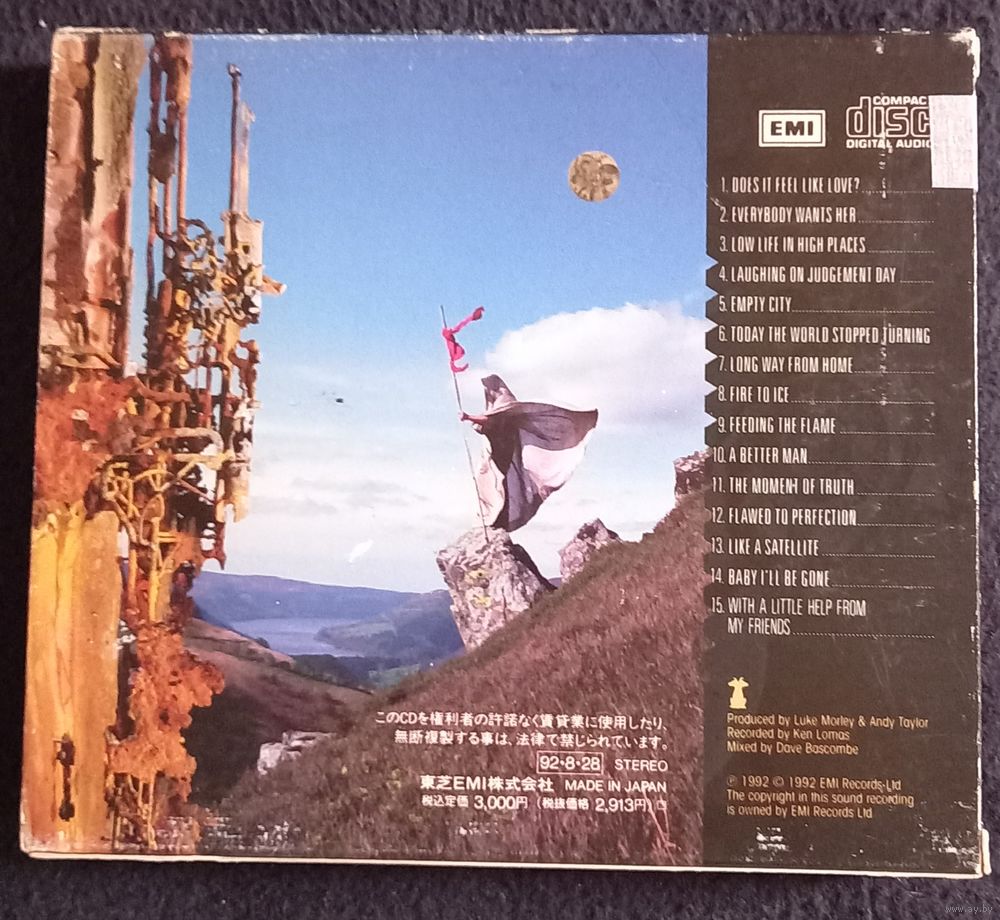 EMI
COMPACT
disc
DIGITAL AUDIO
1. DOES IT FEEL LIKE LOVE?
2. EVERYBODY WANTS HER
3. LOW LIFE IN HIGH PLACES
4. LAUGHING ON JUDGEMENT DAY
5. EMPTY CITY
6. TODAY THE WORLD STOPPED TURNING
7. LONG WAY FROM HOME
8. FIRE TO ICE
9. FEEDING THE FLAME
10. A BETTER MAN
11. THE MOMENT OF TRUTH
12. FLAWED TO PERFECTION
13. LIKE A SATELLITE
14. BABY I'LL BE GONE
15. WITH A LITTLE HELP FROM
MY FRIENDS
Produced by Luke Morley & Andy Taylor
Recorded by Ken Lomas
Mixed by Dave Bascombe
Ⓟ 1992 © 1992 EMI Records Ltd
The copyright in this sound recording
is owned by EMI Records Ltd
このCDを権利者の許諾なく賃貸業に使用したり、
無断複製する事は、法律で禁じられています。
92・8・28 STEREO
東芝EMI株式会社 MADE IN JAPAN
税込定価 3,000円 (税抜価格 2,913円) ロ
www.ay.by